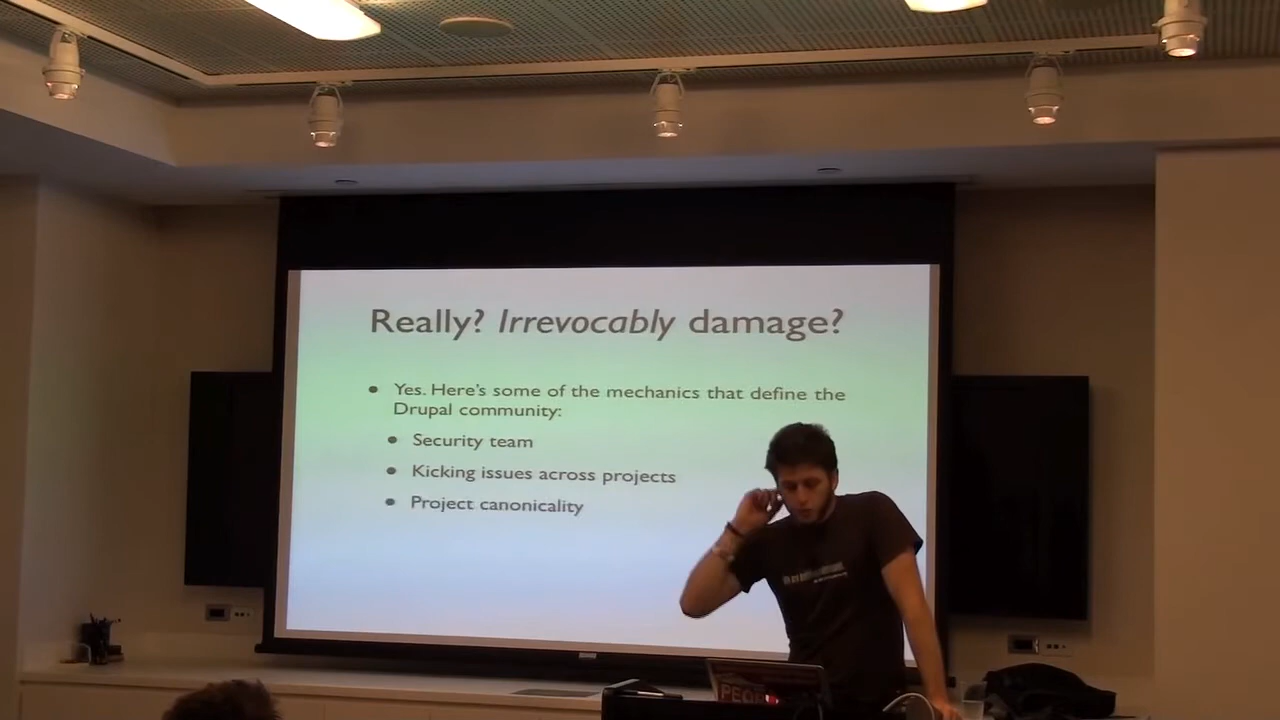 Really? Irrevocably damage?
• Yes. Here's some of the mechanics that define the
Drupal community:
• Security team
• Kicking issues across projects
• Project canonicality